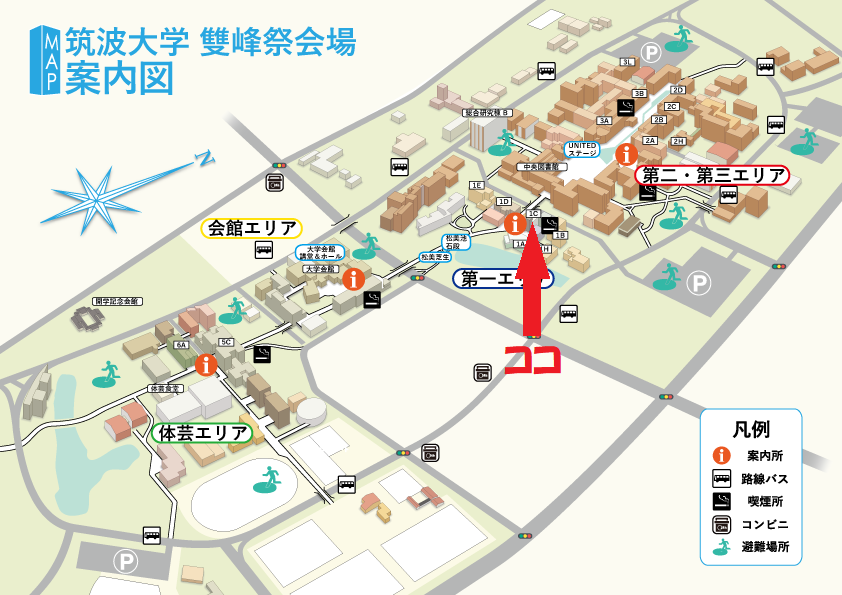 MAP
筑波大学 雙峰祭会場
案内図
N
P
3L
2D
3B
2C
3A
2B
総合研究棟 B
UNITED
ステージ
2A
2H
中央図書館
第二・第三エリア
1E
1D
1C
会館エリア
松美池
石段
1B
大学会館
講堂&ホール
松美芝生
1A
H
大学会館
第一エリ
P
開学記念会館
ココ
6A
5C
体芸食堂
体芸エリア
P
凡例
案内所
路線バス
喫煙所
コンビニ
避難場所